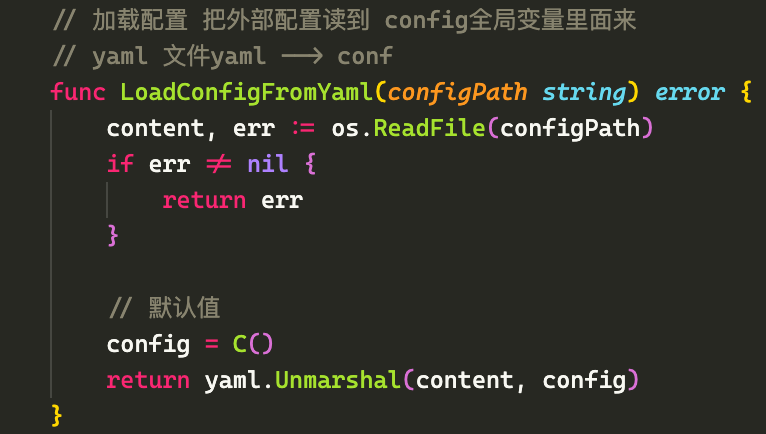 // 加载配置 把外部配置读到 config全局变量里面来
// yaml 文件yaml --> conf
func LoadConfigFromYaml(configPath string) error {
    content, err := os.ReadFile(configPath)
    if err != nil {
        return err
    }

    // 默认值
    config = C()
    return yaml.Unmarshal(content, config)
}